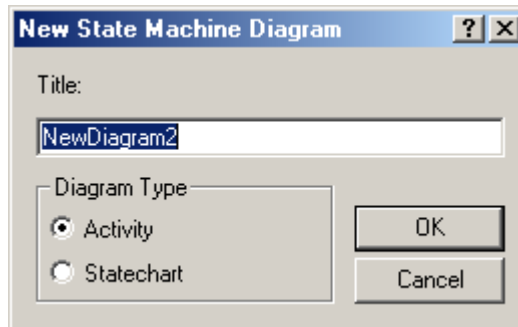 New State Machine Diagram
Title:
NewDiagram2
Diagram Type
Activity
Statechart
OK
Cancel